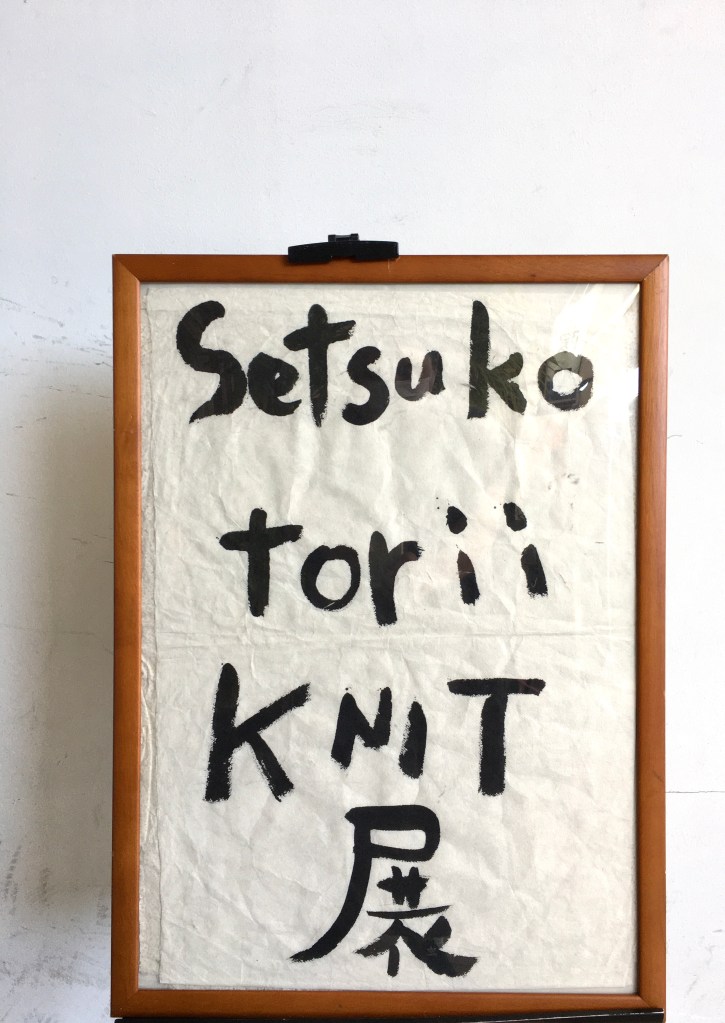 Setsuko
torii
KNIT
展